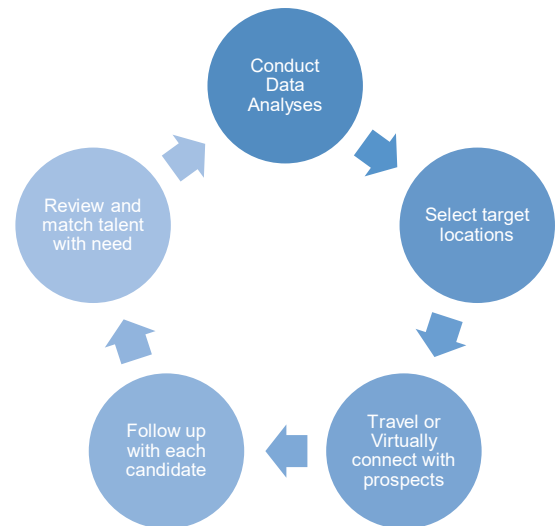 Conduct
Data
Analyses
Select target
locations
Travel or
Virtually
connect with
prospects
Follow up
with each
candidate
Review and
match talent
with need